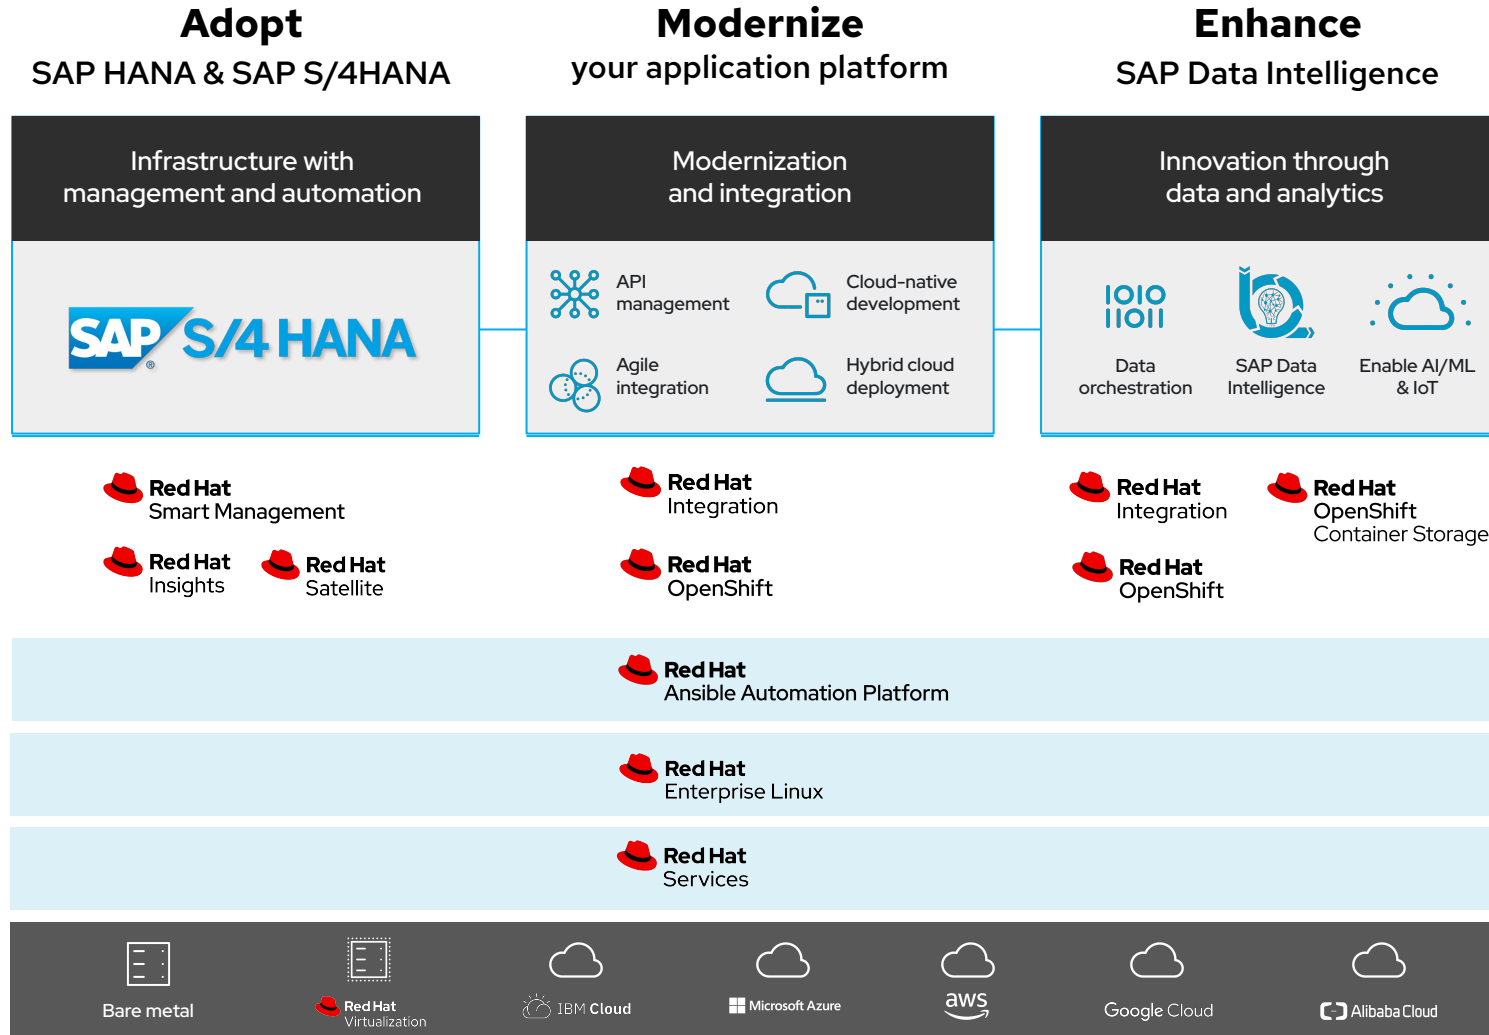 Adopt
SAP HANA & SAP S/4HANA
Infrastructure with
management and automation
SAP S/4 HANA
®
Red Hat
Smart Management
Red Hat
Insights
Red Hat
Satellite
Modernize
your application platform
Modernization
and integration
API
management
Cloud-native
development
Agile
integration
Hybrid cloud
deployment
Red Hat
Integration
Red Hat
OpenShift
Enhance
SAP Data Intelligence
Innovation through
data and analytics
1010
11011
Data
orchestration
SAP Data
Intelligence
Enable AI/ML
& IoT
Red Hat
Integration
Red Hat
OpenShift
Container Storage
Red Hat
OpenShift
Red Hat
Ansible Automation Platform
Red Hat
Enterprise Linux
Red Hat
Services
Bare metal
Red Hat
Virtualization
IBM Cloud
Microsoft Azure
aws
Google Cloud
Alibaba Cloud